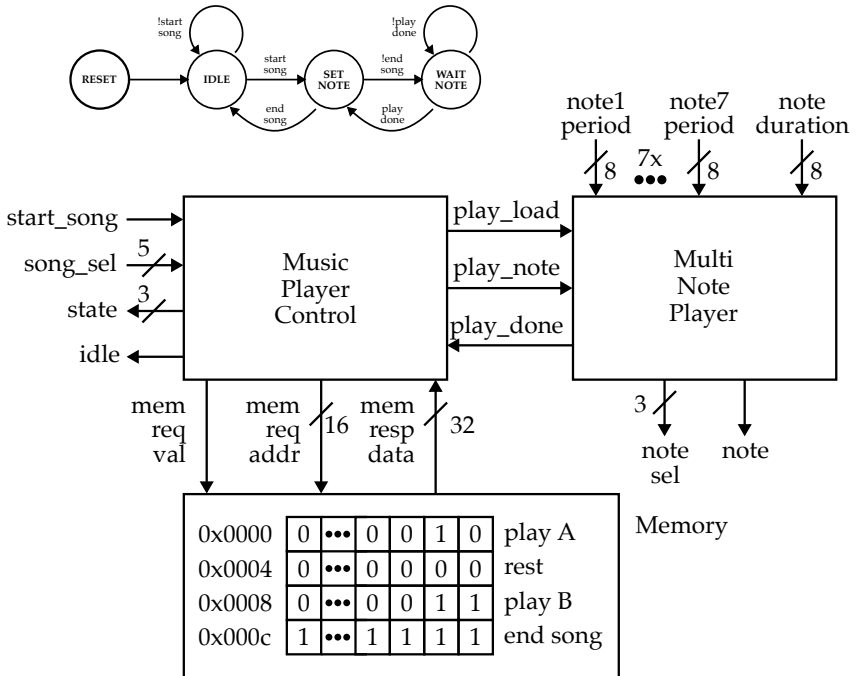 !start
song
!play
done
RESET
IDLE
start
song
SET
NOTE
!end
song
WAIT
NOTE
end
song
play
done
note1
period
note7
period
note
duration
8
7x
•••
8
8
start_song
song_sel
5
state
3
idle
Music
Player
Control
play_load
play_note
play_done
Multi
Note
Player
mem
req
val
mem
req
addr
16
mem
resp
data
32
3
note
sel
note
Memory
0x0000 0 ••• 0 0 1 0 play A
0x0004 0 ••• 0 0 0 0 rest
0x0008 0 ••• 0 0 1 1 play B
0x000c 1 ••• 1 1 1 1 end song